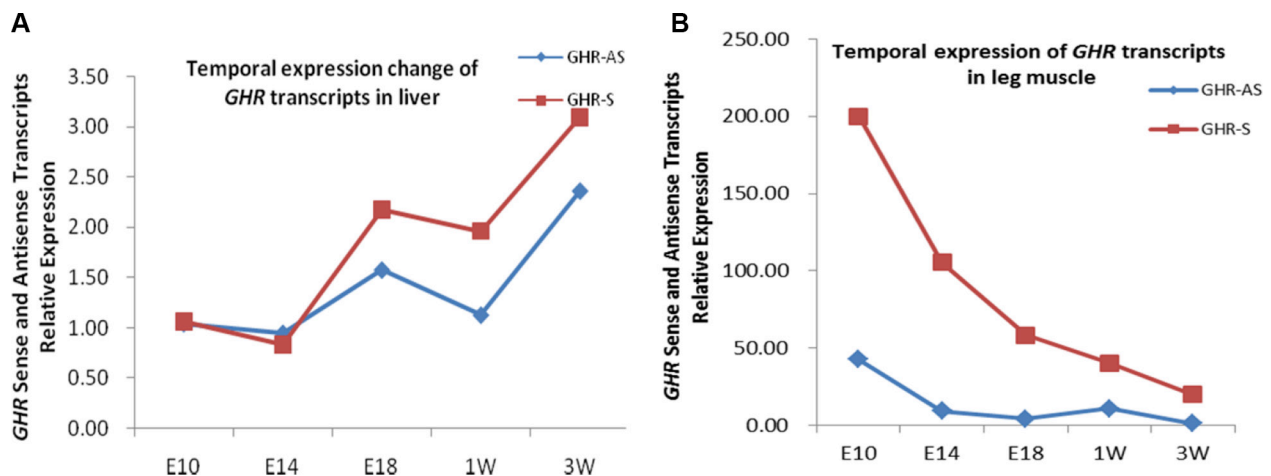 A
Temporal expression change of
GHR transcripts in liver
GHR-AS
GHR-S
GHR Sense and Antisense Transcripts
Relative Expression
3.50
3.00
2.50
2.00
1.50
1.00
0.50
0.00
E10 E14 E18 1W 3W
B
Temporal expression of GHR transcripts
in leg muscle
GHR-AS
GHR-S
GHR Sense and Antisense Transcripts
Relative Expression
250.00
200.00
150.00
100.00
50.00
0.00
E10 E14 E18 1W 3W